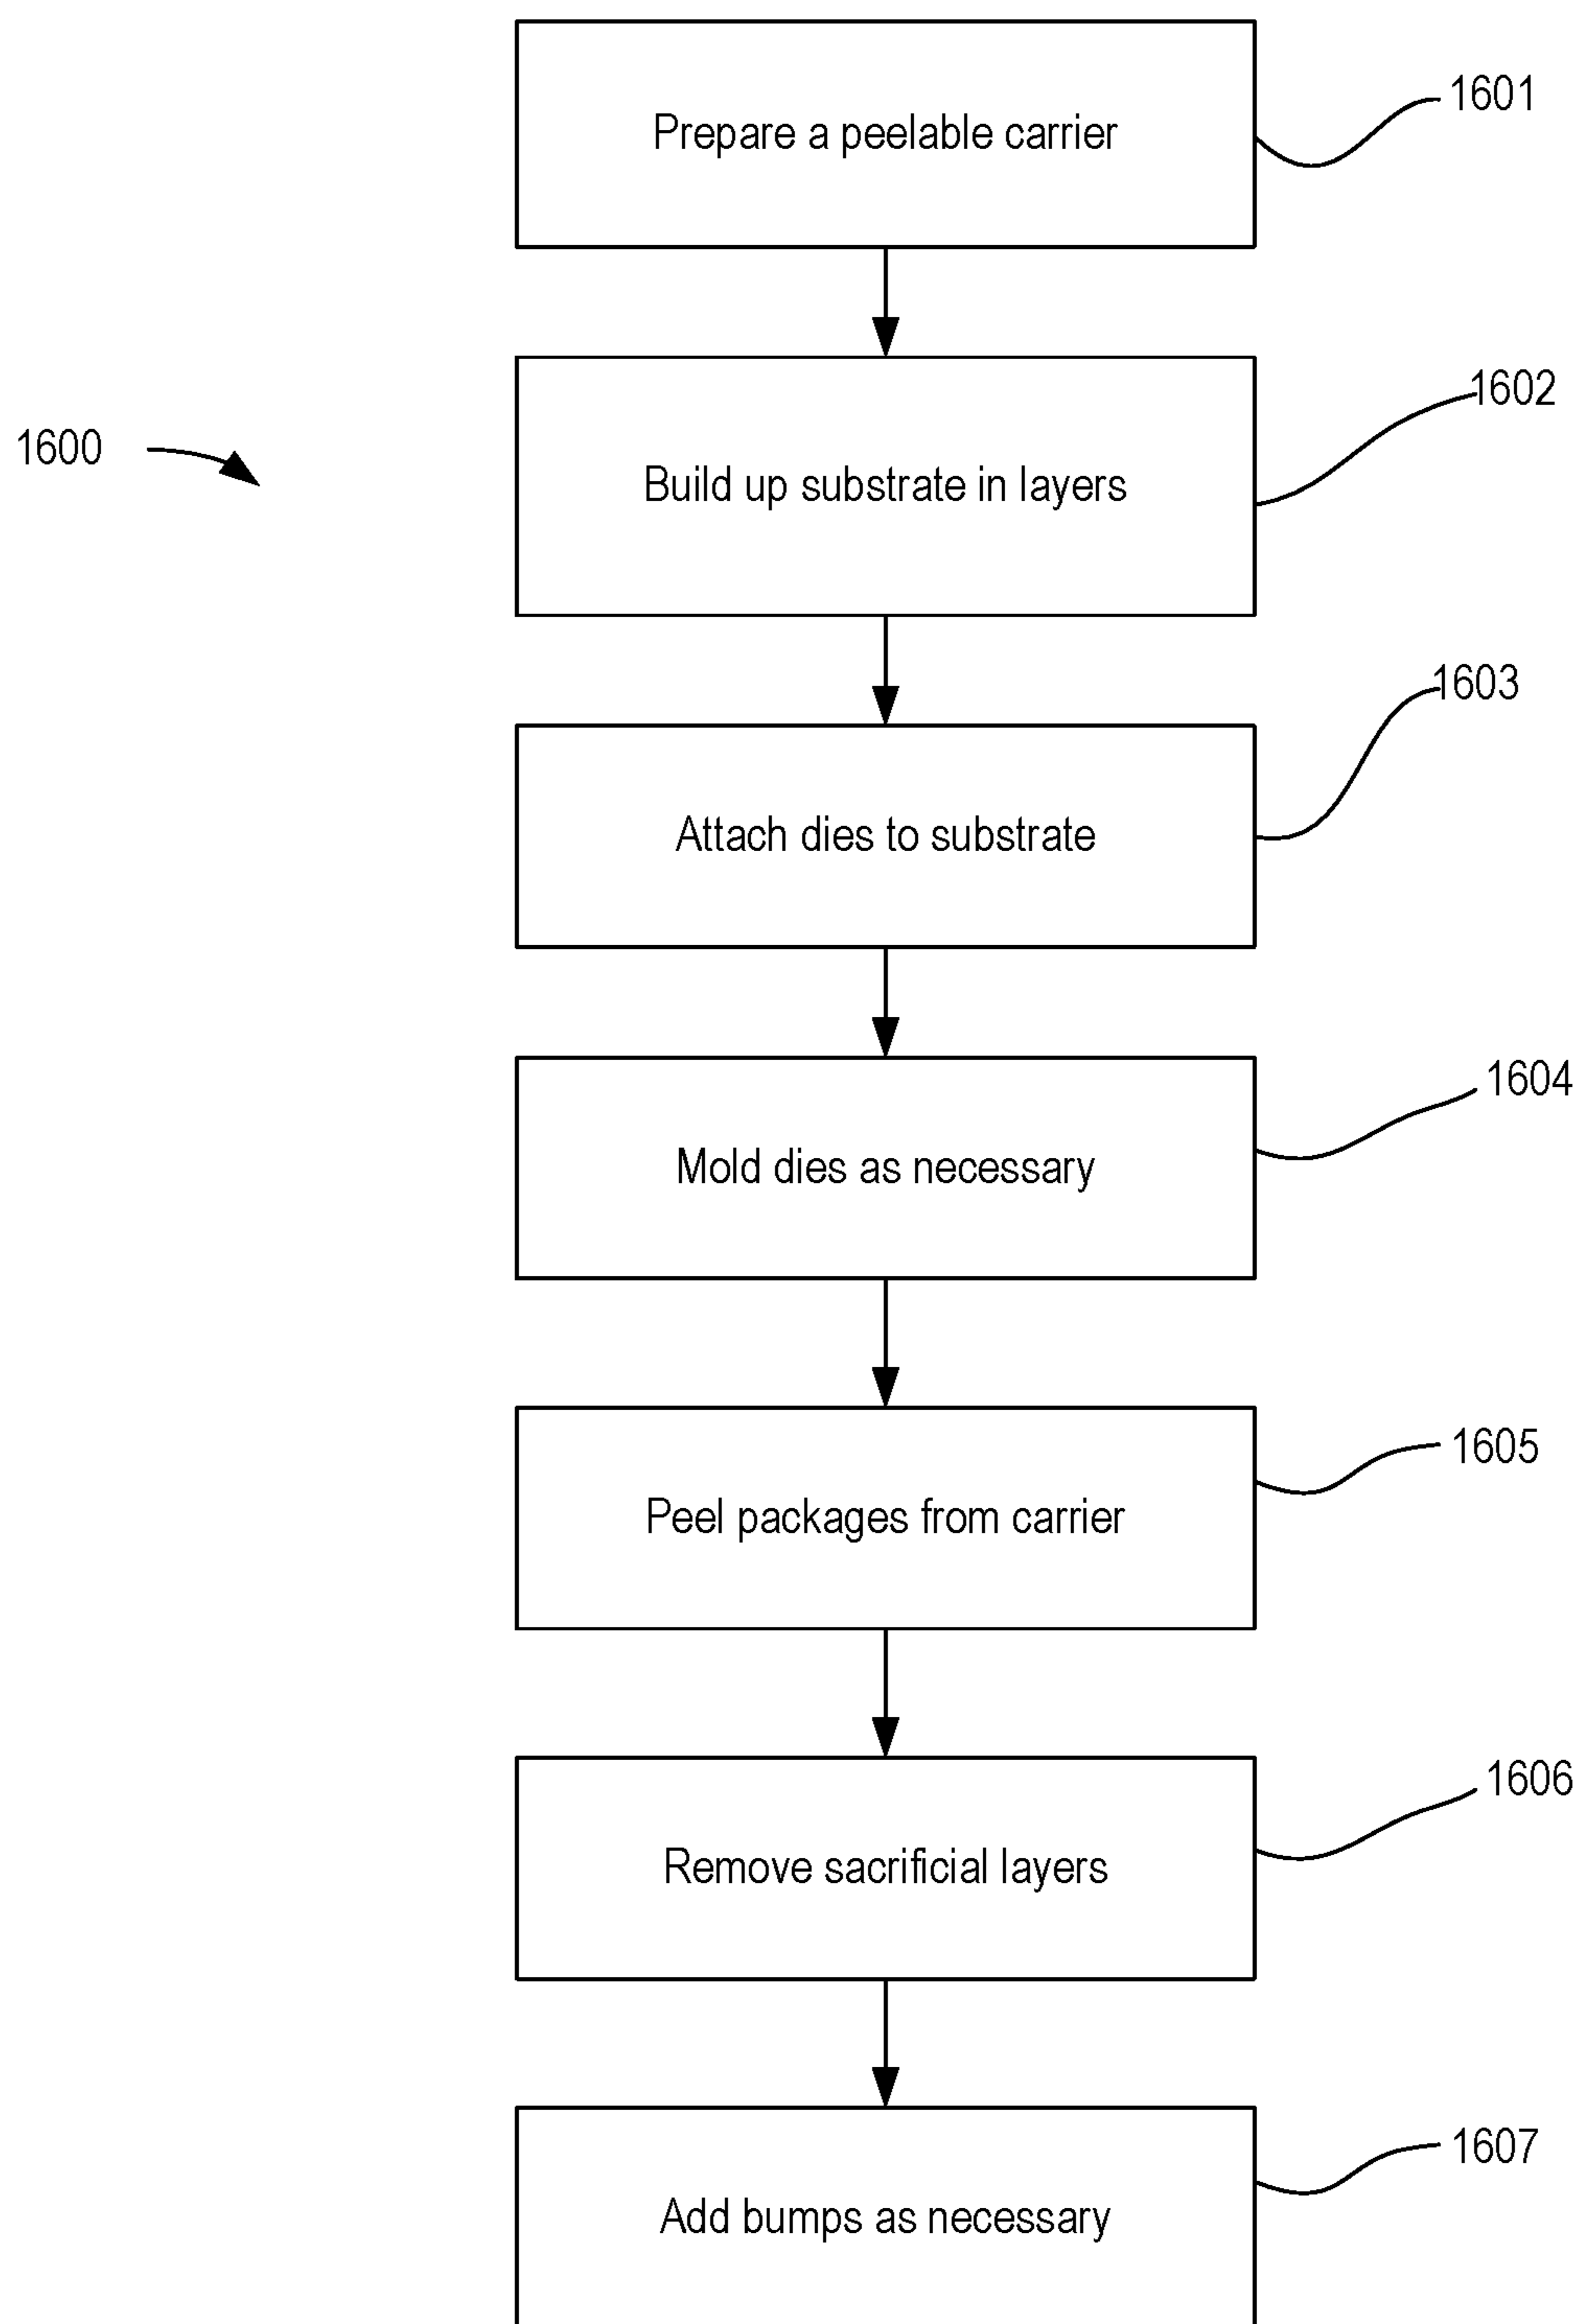 Prepare a peelable carrier
1601
1600
Build up substrate in layers
1602
Attach dies to substrate
1603
Mold dies as necessary
1604
Peel packages from carrier
1605
Remove sacrificial layers
1606
Add bumps as necessary
1607